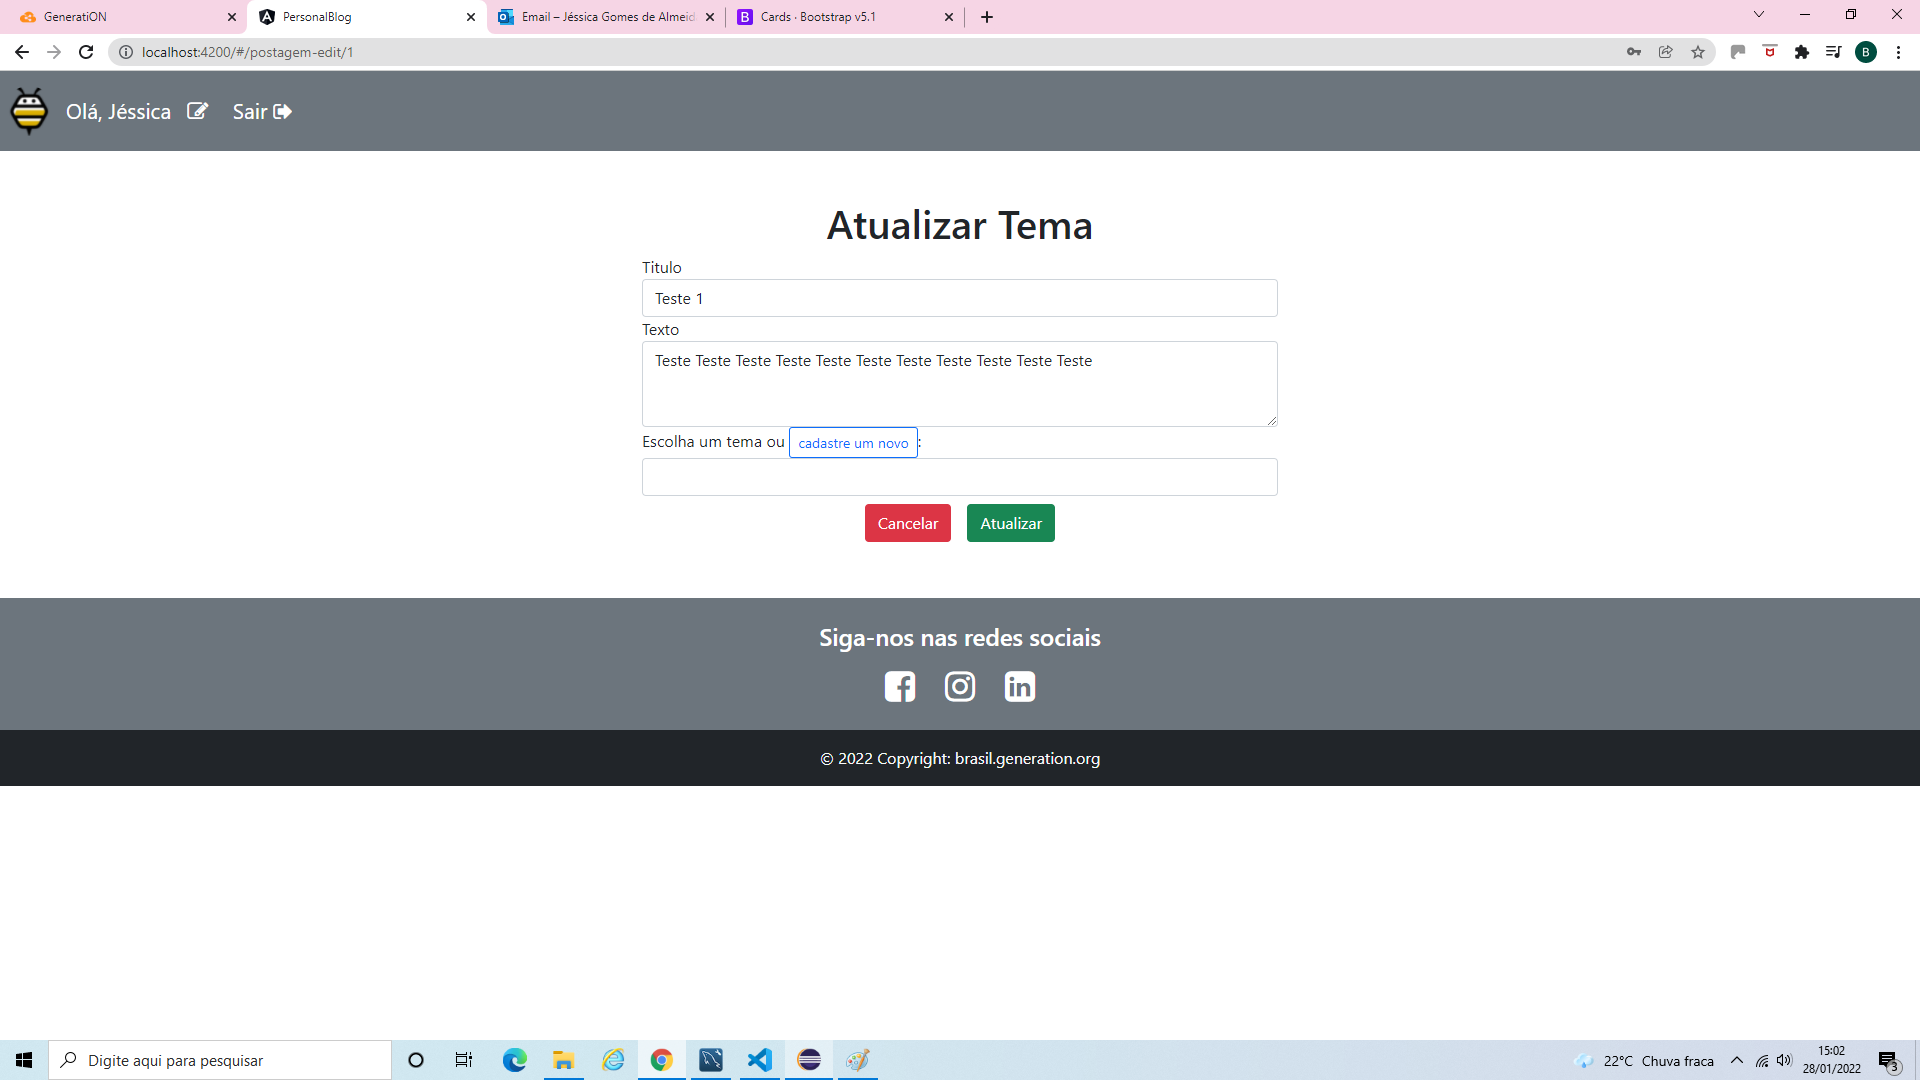 GeneratiON
PersonalBlog
Email – Jéssica Gomes de Almeid
Cards · Bootstrap v5.1
localhost:4200/#/postagem-edit/1
B
Olá, Jéssica
Sair
Atualizar Tema
Titulo
Teste 1
Texto
Teste Teste Teste Teste Teste Teste Teste Teste Teste Teste Teste
Escolha um tema ou cadastre um novo:
Cancelar
Atualizar
Siga-nos nas redes sociais
© 2022 Copyright: brasil.generation.org
Digite aqui para pesquisar
22°C Chuva fraca
15:02
28/01/2022
3